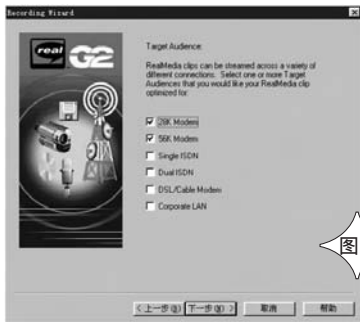 Recording Wizard
real
G2
Target Audience:
RealMedia clips can be streamed across a variety of
different connections. Select one or more Target
Audiences that you would like your RealMedia clip
optimized for:
28K Modem
56K Modem
Single ISDN
Dual ISDN
DSL/Cable Modem
Corporate LAN
图
< 上一步(B)
下一步(N) >
取消
帮助